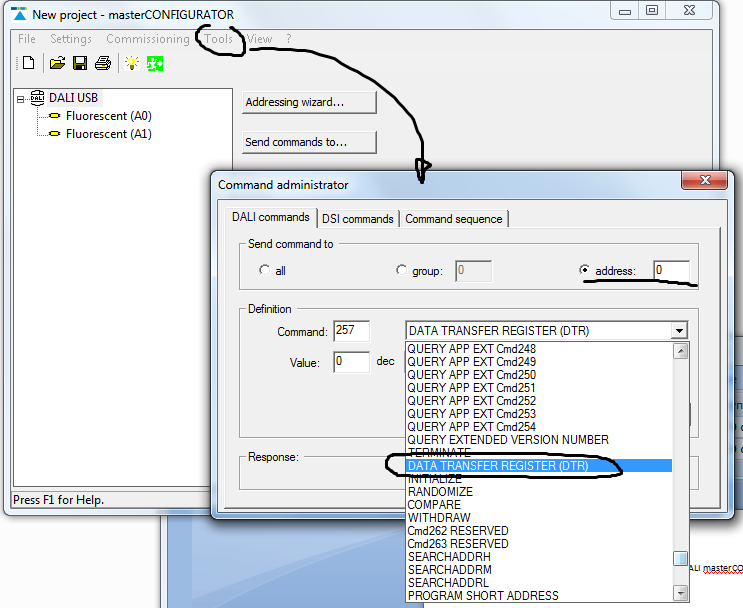 New project - masterCONFIGURATOR
File Settings Commissioning Tools View ?
DALI USB
Fluorescent (A0)
Fluorescent (A1)
Addressing wizard...
Send commands to...
Command administrator
DALI commands DSI commands Command sequence
Send command to
all group: 0 address: 0
Definition
Command: 257 DATA TRANSFER REGISTER (DTR)
Value: 0 dec
QUERY APP EXT Cmd248
QUERY APP EXT Cmd249
QUERY APP EXT Cmd250
QUERY APP EXT Cmd251
QUERY APP EXT Cmd252
QUERY APP EXT Cmd253
QUERY APP EXT Cmd254
QUERY EXTENDED VERSION NUMBER
TERMINATE
Response:
DATA TRANSFER REGISTER (DTR)
INITIALIZE
RANDOMIZE
COMPARE
WITHDRAW
Cmd262 RESERVED
Cmd263 RESERVED
SEARCHADDRH
SEARCHADDRM
SEARCHADDRL
PROGRAM SHORT ADDRESS
Press F1 for Help.
DALI masterCO